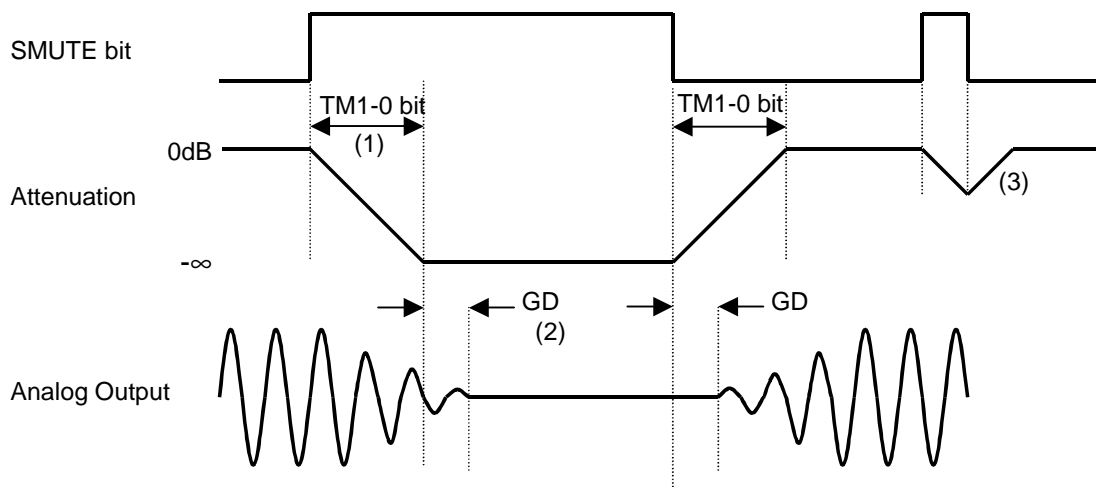 SMUTE bit
TM1-0 bit
TM1-0 bit
(1)
0dB
(3)
Attenuation
-∞
GD
GD
(2)
Analog Output